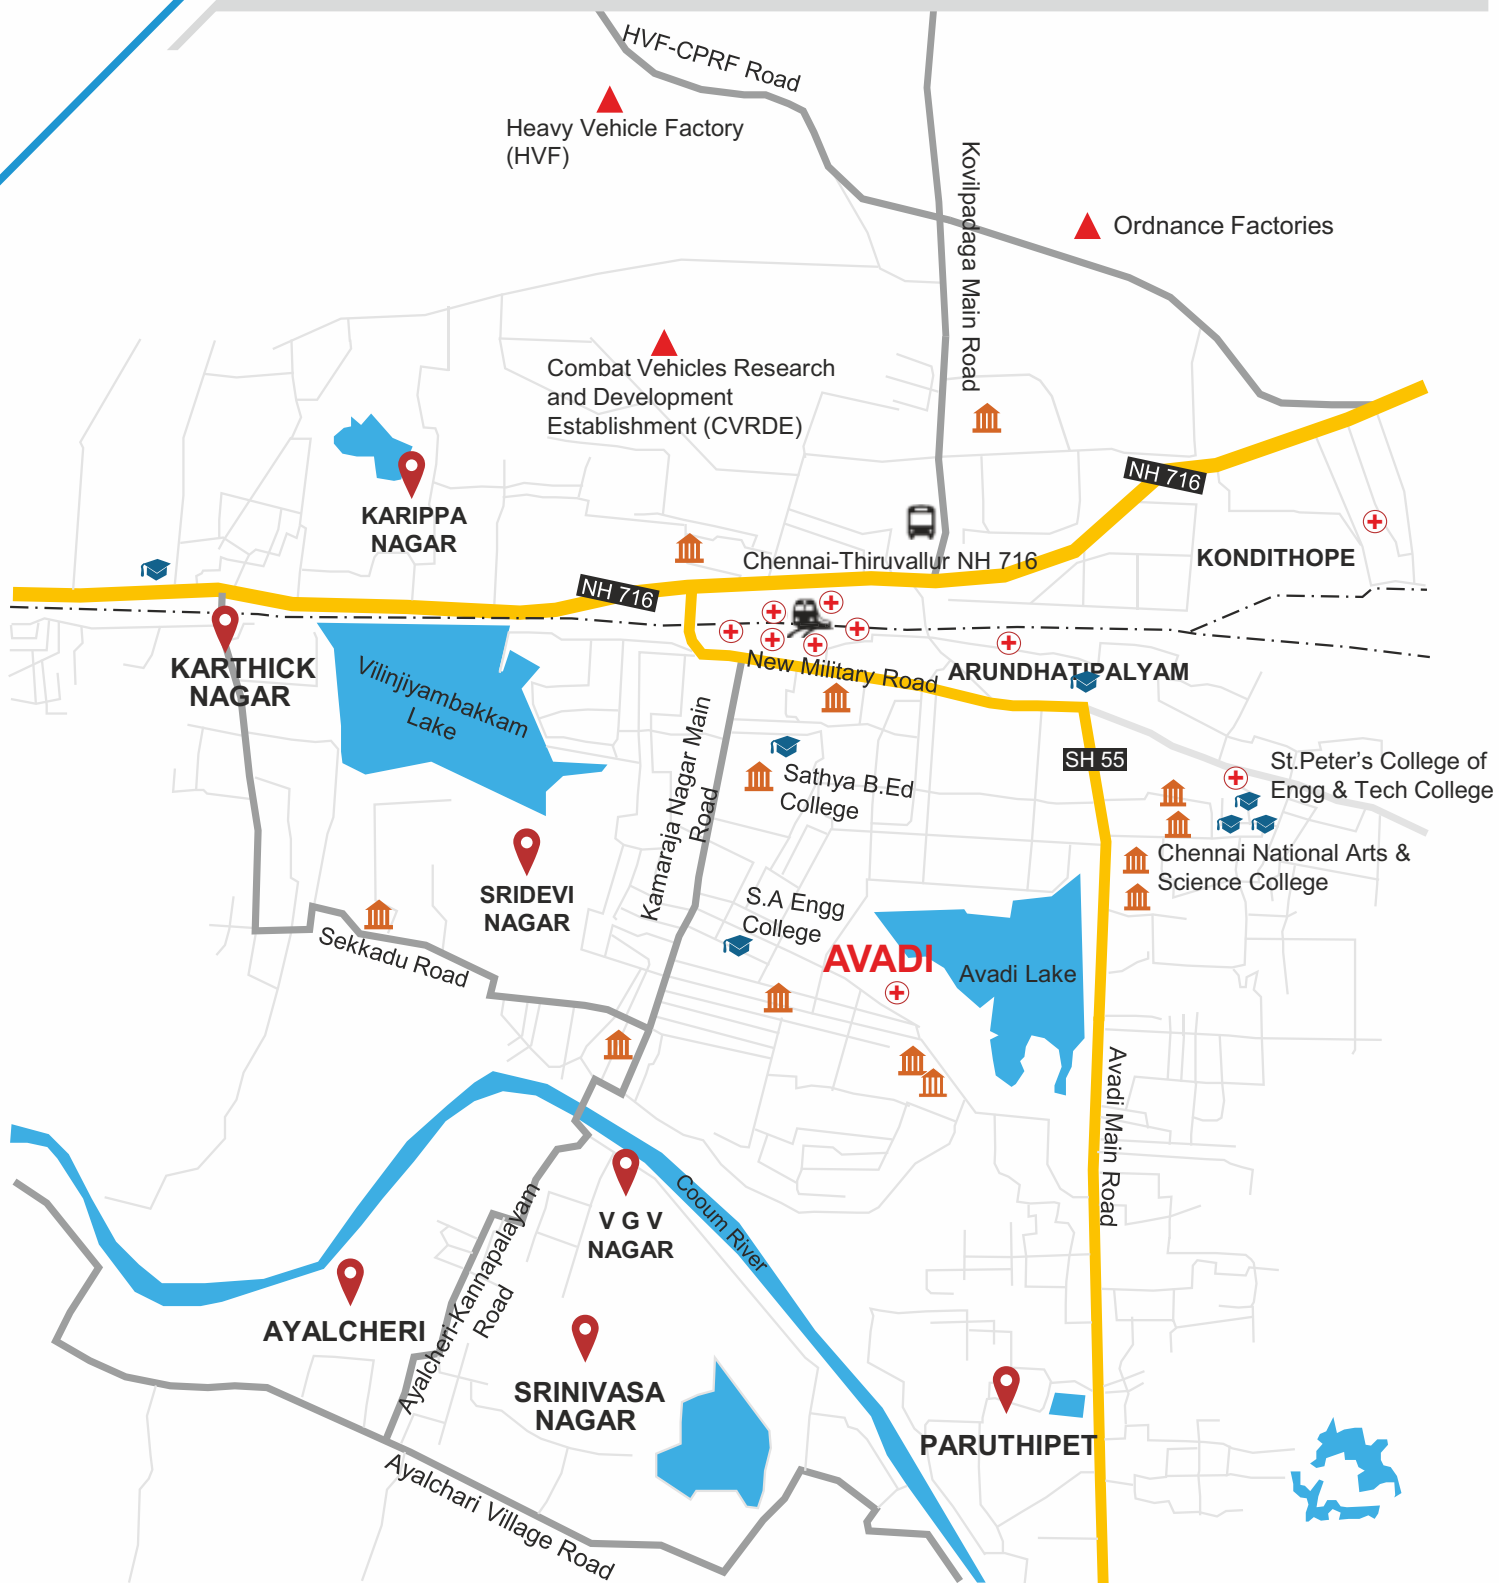 HVF-CPRF Road
Heavy Vehicle Factory
(HVF)
Kovilpadaga Main Road
Ordnance Factories
Combat Vehicles Research
and Development
Establishment (CVRDE)
NH 716
KARIPPA
NAGAR
Chennai-Thiruvallur NH 716
KONDITHOPE
NH 716
KARTHICK
NAGAR
Vilinjiyambakkam
Lake
New Military Road
ARUNDHATIPALYAM
SH 55
St.Peter's College of
Engg & Tech College
Kamaraja Nagar Main
Road
Sathya B.Ed
College
Chennai National Arts &
Science College
SRIDEVI
NAGAR
S.A Engg
College
Sekkadu Road
AVADI
Avadi Lake
Avadi Main Road
Cooum River
V G V
NAGAR
Ayalcheri-Kannapalayam
Road
AYALCHERI
SRINIVASA
NAGAR
PARUTHIPET
Ayalchari Village Road